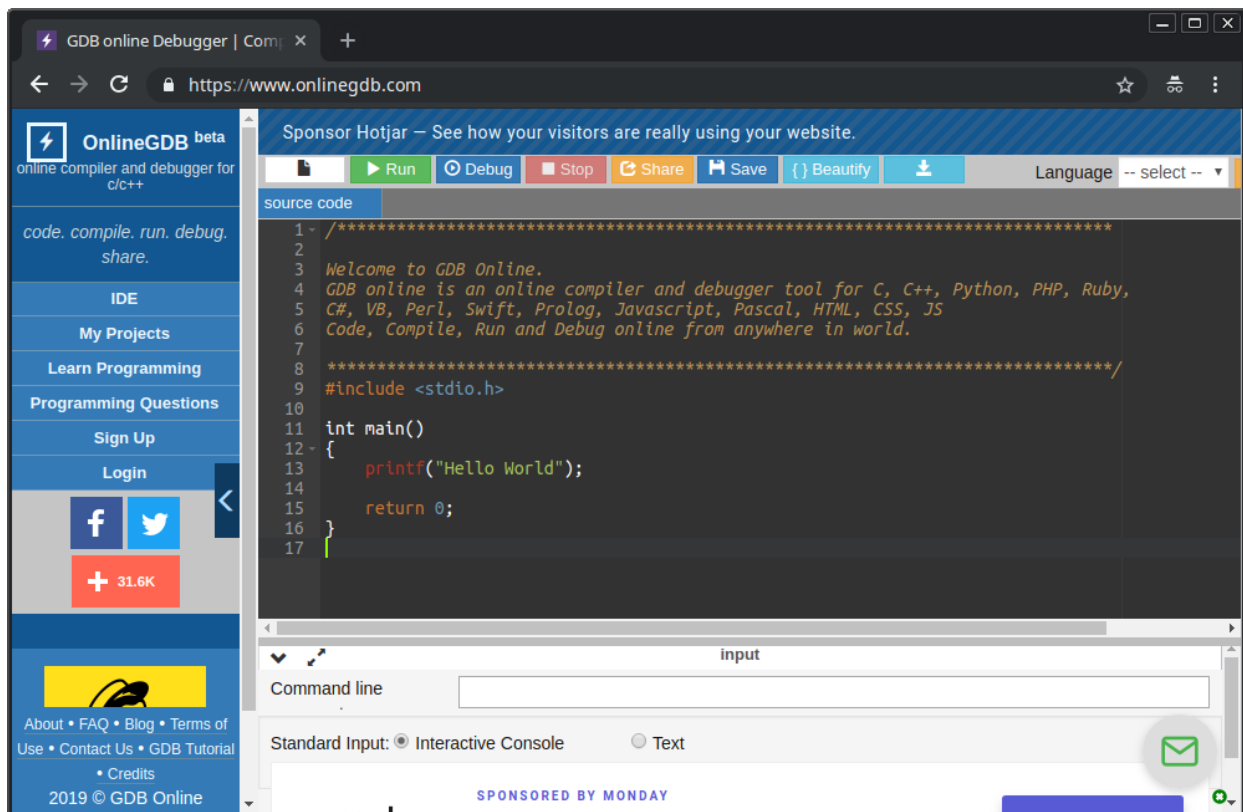 GDB online Debugger | Comp
https://www.onlinegdb.com
OnlineGDB beta
online compiler and debugger for
c/c++
code. compile. run. debug.
share.
IDE
My Projects
Learn Programming
Programming Questions
Sign Up
Login
31.6K
About • FAQ • Blog • Terms of
Use • Contact Us • GDB Tutorial
• Credits
2019 © GDB Online
Sponsor Hotjar — See how your visitors are really using your website.
Run Debug Stop Share Save { } Beautify Language -- select --
source code
1 /******************************************************************************
2
3 Welcome to GDB Online.
4 GDB online is an online compiler and debugger tool for C, C++, Python, PHP, Ruby,
5 C#, VB, Perl, Swift, Prolog, Javascript, Pascal, HTML, CSS, JS
6 Code, Compile, Run and Debug online from anywhere in world.
7
8 *******************************************************************************/
9 #include <stdio.h>
10
11 int main()
12 {
13     printf("Hello World");
14
15     return 0;
16 }
17
input
Command line
Standard Input: Interactive Console Text
SPONSORED BY MONDAY